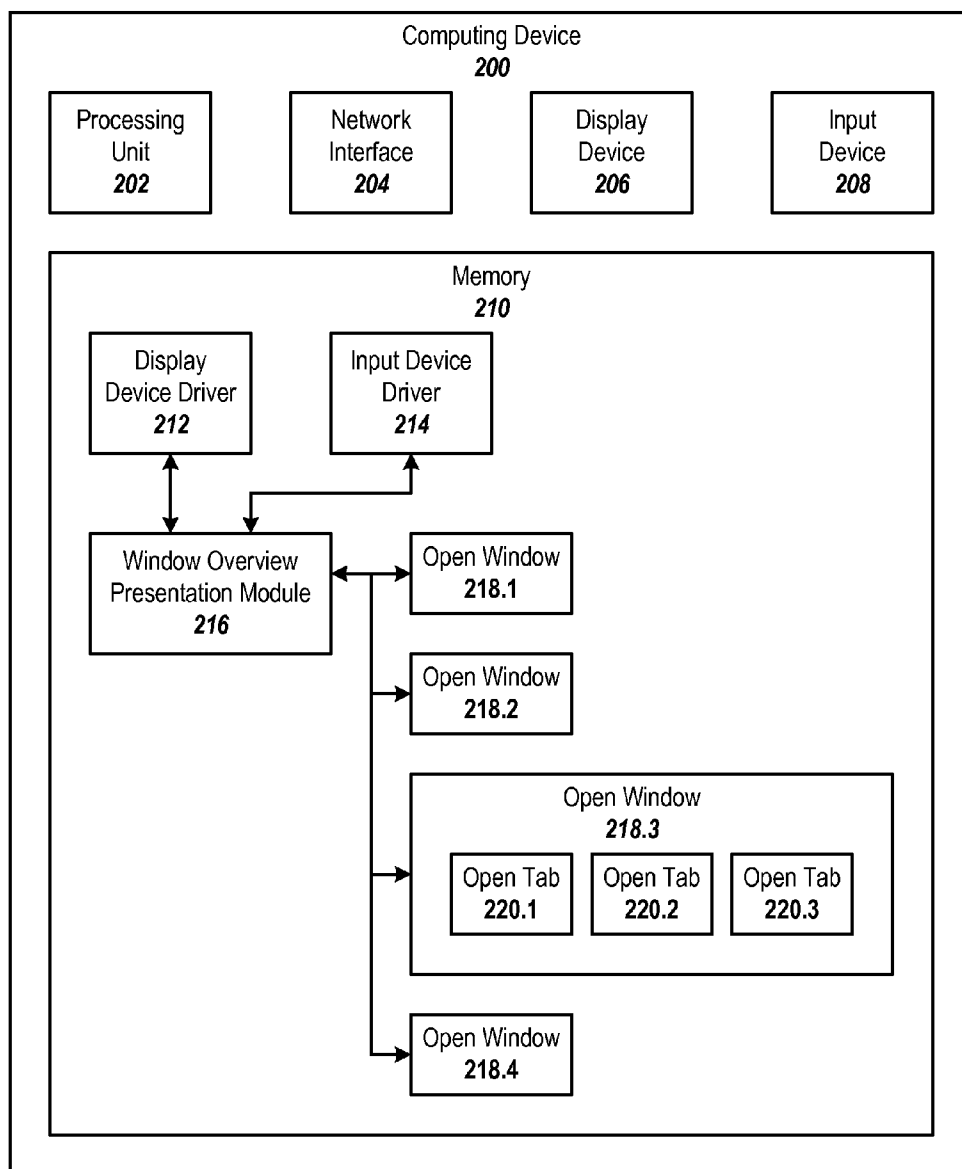 Computing Device
200
Processing
Unit
202
Network
Interface
204
Display
Device
206
Input
Device
208
Memory
210
Display
Device Driver
212
Input Device
Driver
214
Window Overview
Presentation Module
216
Open Window
218.1
Open Window
218.2
Open Window
218.3
Open Tab
220.1
Open Tab
220.2
Open Tab
220.3
Open Window
218.4